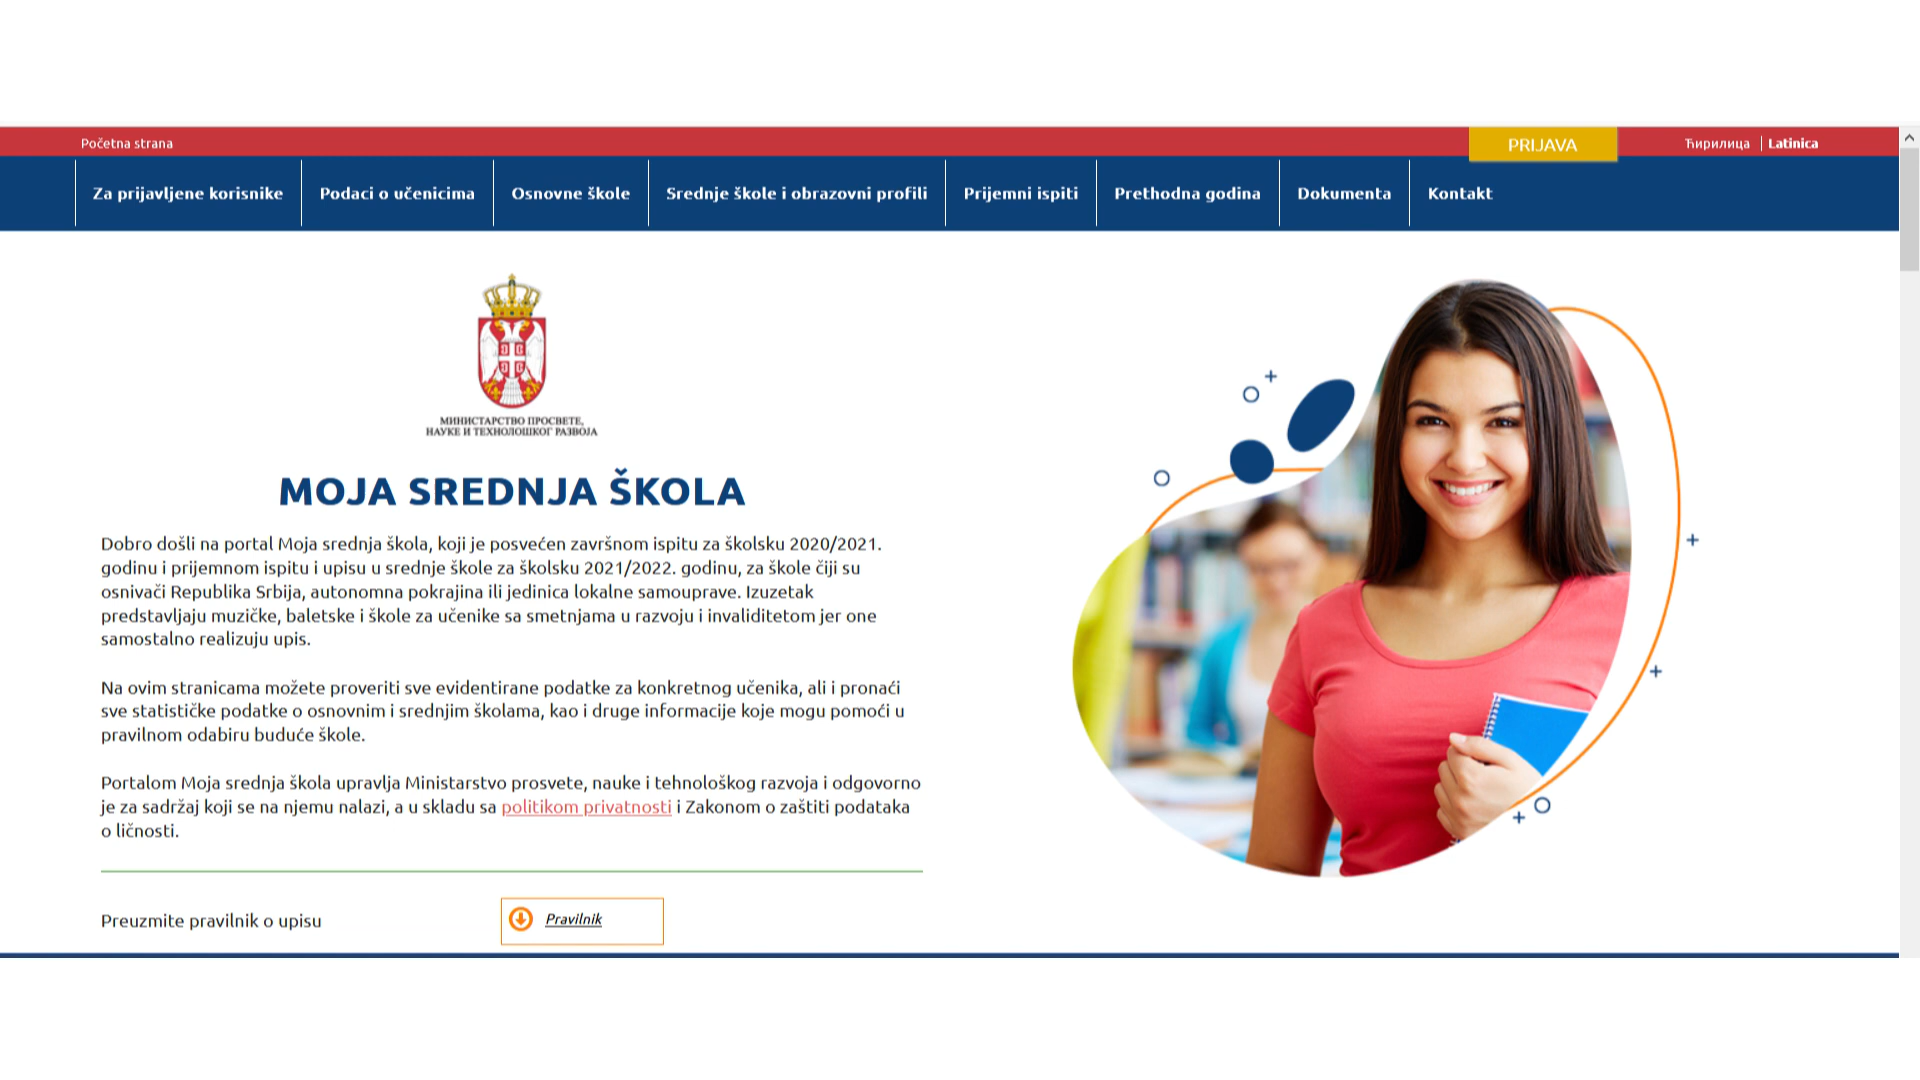 Početna strana
PRIJAVA
Ћирилица | Latinica
Za prijavljene korisnike
Podaci o učenicima
Osnovne škole
Srednje škole i obrazovni profili
Prijemni ispiti
Prethodna godina
Dokumenta
Kontakt
МИНИСТАРСТВО ПРОСВЕТЕ,
НАУКЕ И ТЕХНОЛОШКОГ РАЗВОЈА
MOJA SREDNJA ŠKOLA
Dobro došli na portal Moja srednja škola, koji je posvećen završnom ispitu za školsku 2020/2021.
godinu i prijemnom ispitu i upisu u srednje škole za školsku 2021/2022. godinu, za škole čiji su
osnivači Republika Srbija, autonomna pokrajina ili jedinica lokalne samouprave. Izuzetak
predstavljaju muzičke, baletske i škole za učenike sa smetnjama u razvoju i invaliditetom jer one
samostalno realizuju upis.
Na ovim stranicama možete proveriti sve evidentirane podatke za konkretnog učenika, ali i pronaći
sve statističke podatke o osnovnim i srednjim školama, kao i druge informacije koje mogu pomoći u
pravilnom odabiru buduće škole.
Portalom Moja srednja škola upravlja Ministarstvo prosvete, nauke i tehnološkog razvoja i odgovorno
je za sadržaj koji se na njemu nalazi, a u skladu sa politikom privatnosti i Zakonom o zaštiti podataka
o ličnosti.
Preuzmite pravilnik o upisu
Pravilnik